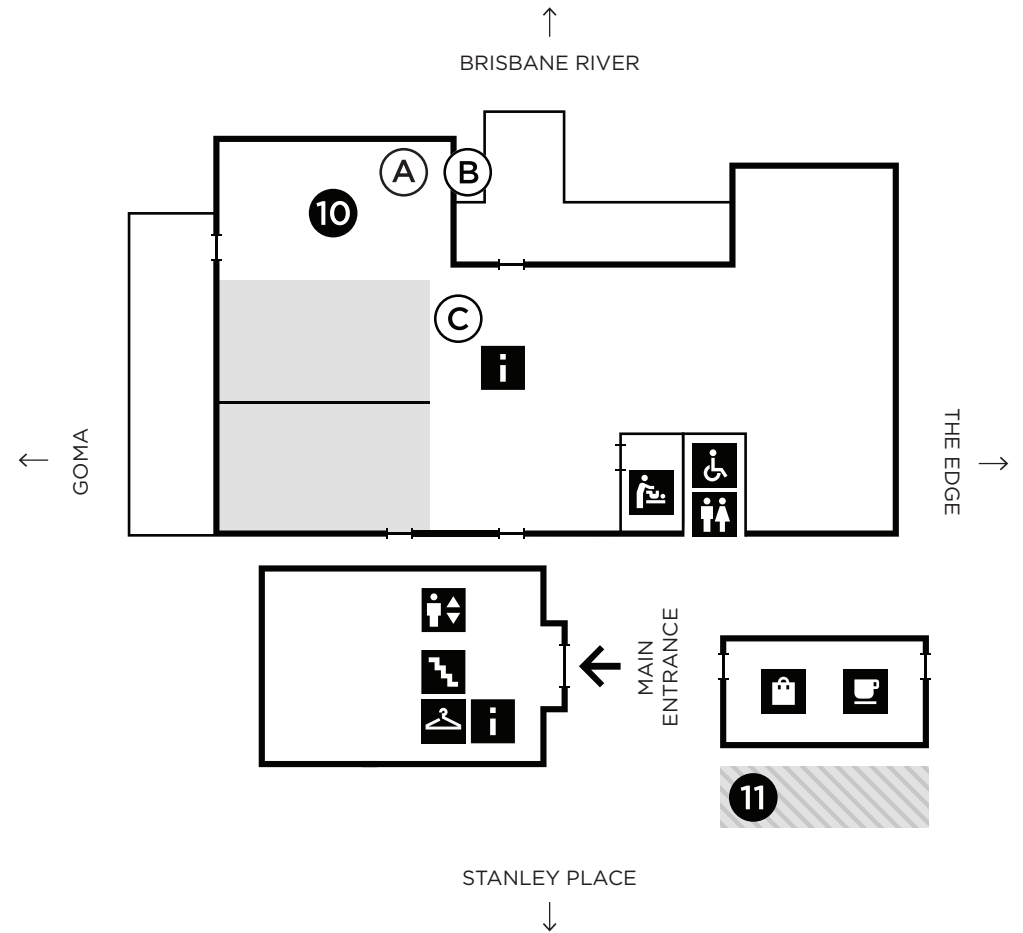 BRISBANE RIVER
A
B
10
C
i
GOMA
THE EDGE
MAIN
ENTRANCE
i
11
STANLEY PLACE